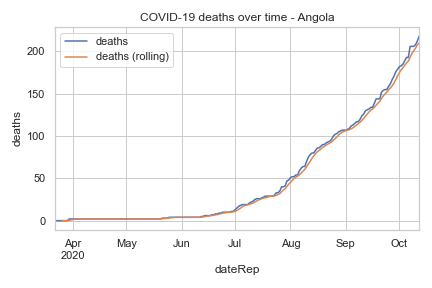 COVID-19 deaths over time - Angola
deaths
deaths (rolling)
200
150
100
50
0
deaths
Apr
2020
May
Jun
Jul
Aug
Sep
Oct
dateRep